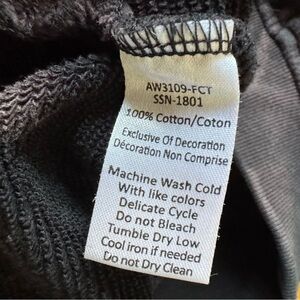 AW3109-FCT
SSN-1801
100% Cotton/Coton
Exclusive Of Decoration
Décoration Non Comprise
Machine Wash Cold
With like colors
Delicate Cycle
Do not Bleach
Tumble Dry Low
Cool iron if needed
Do not Dry Clean